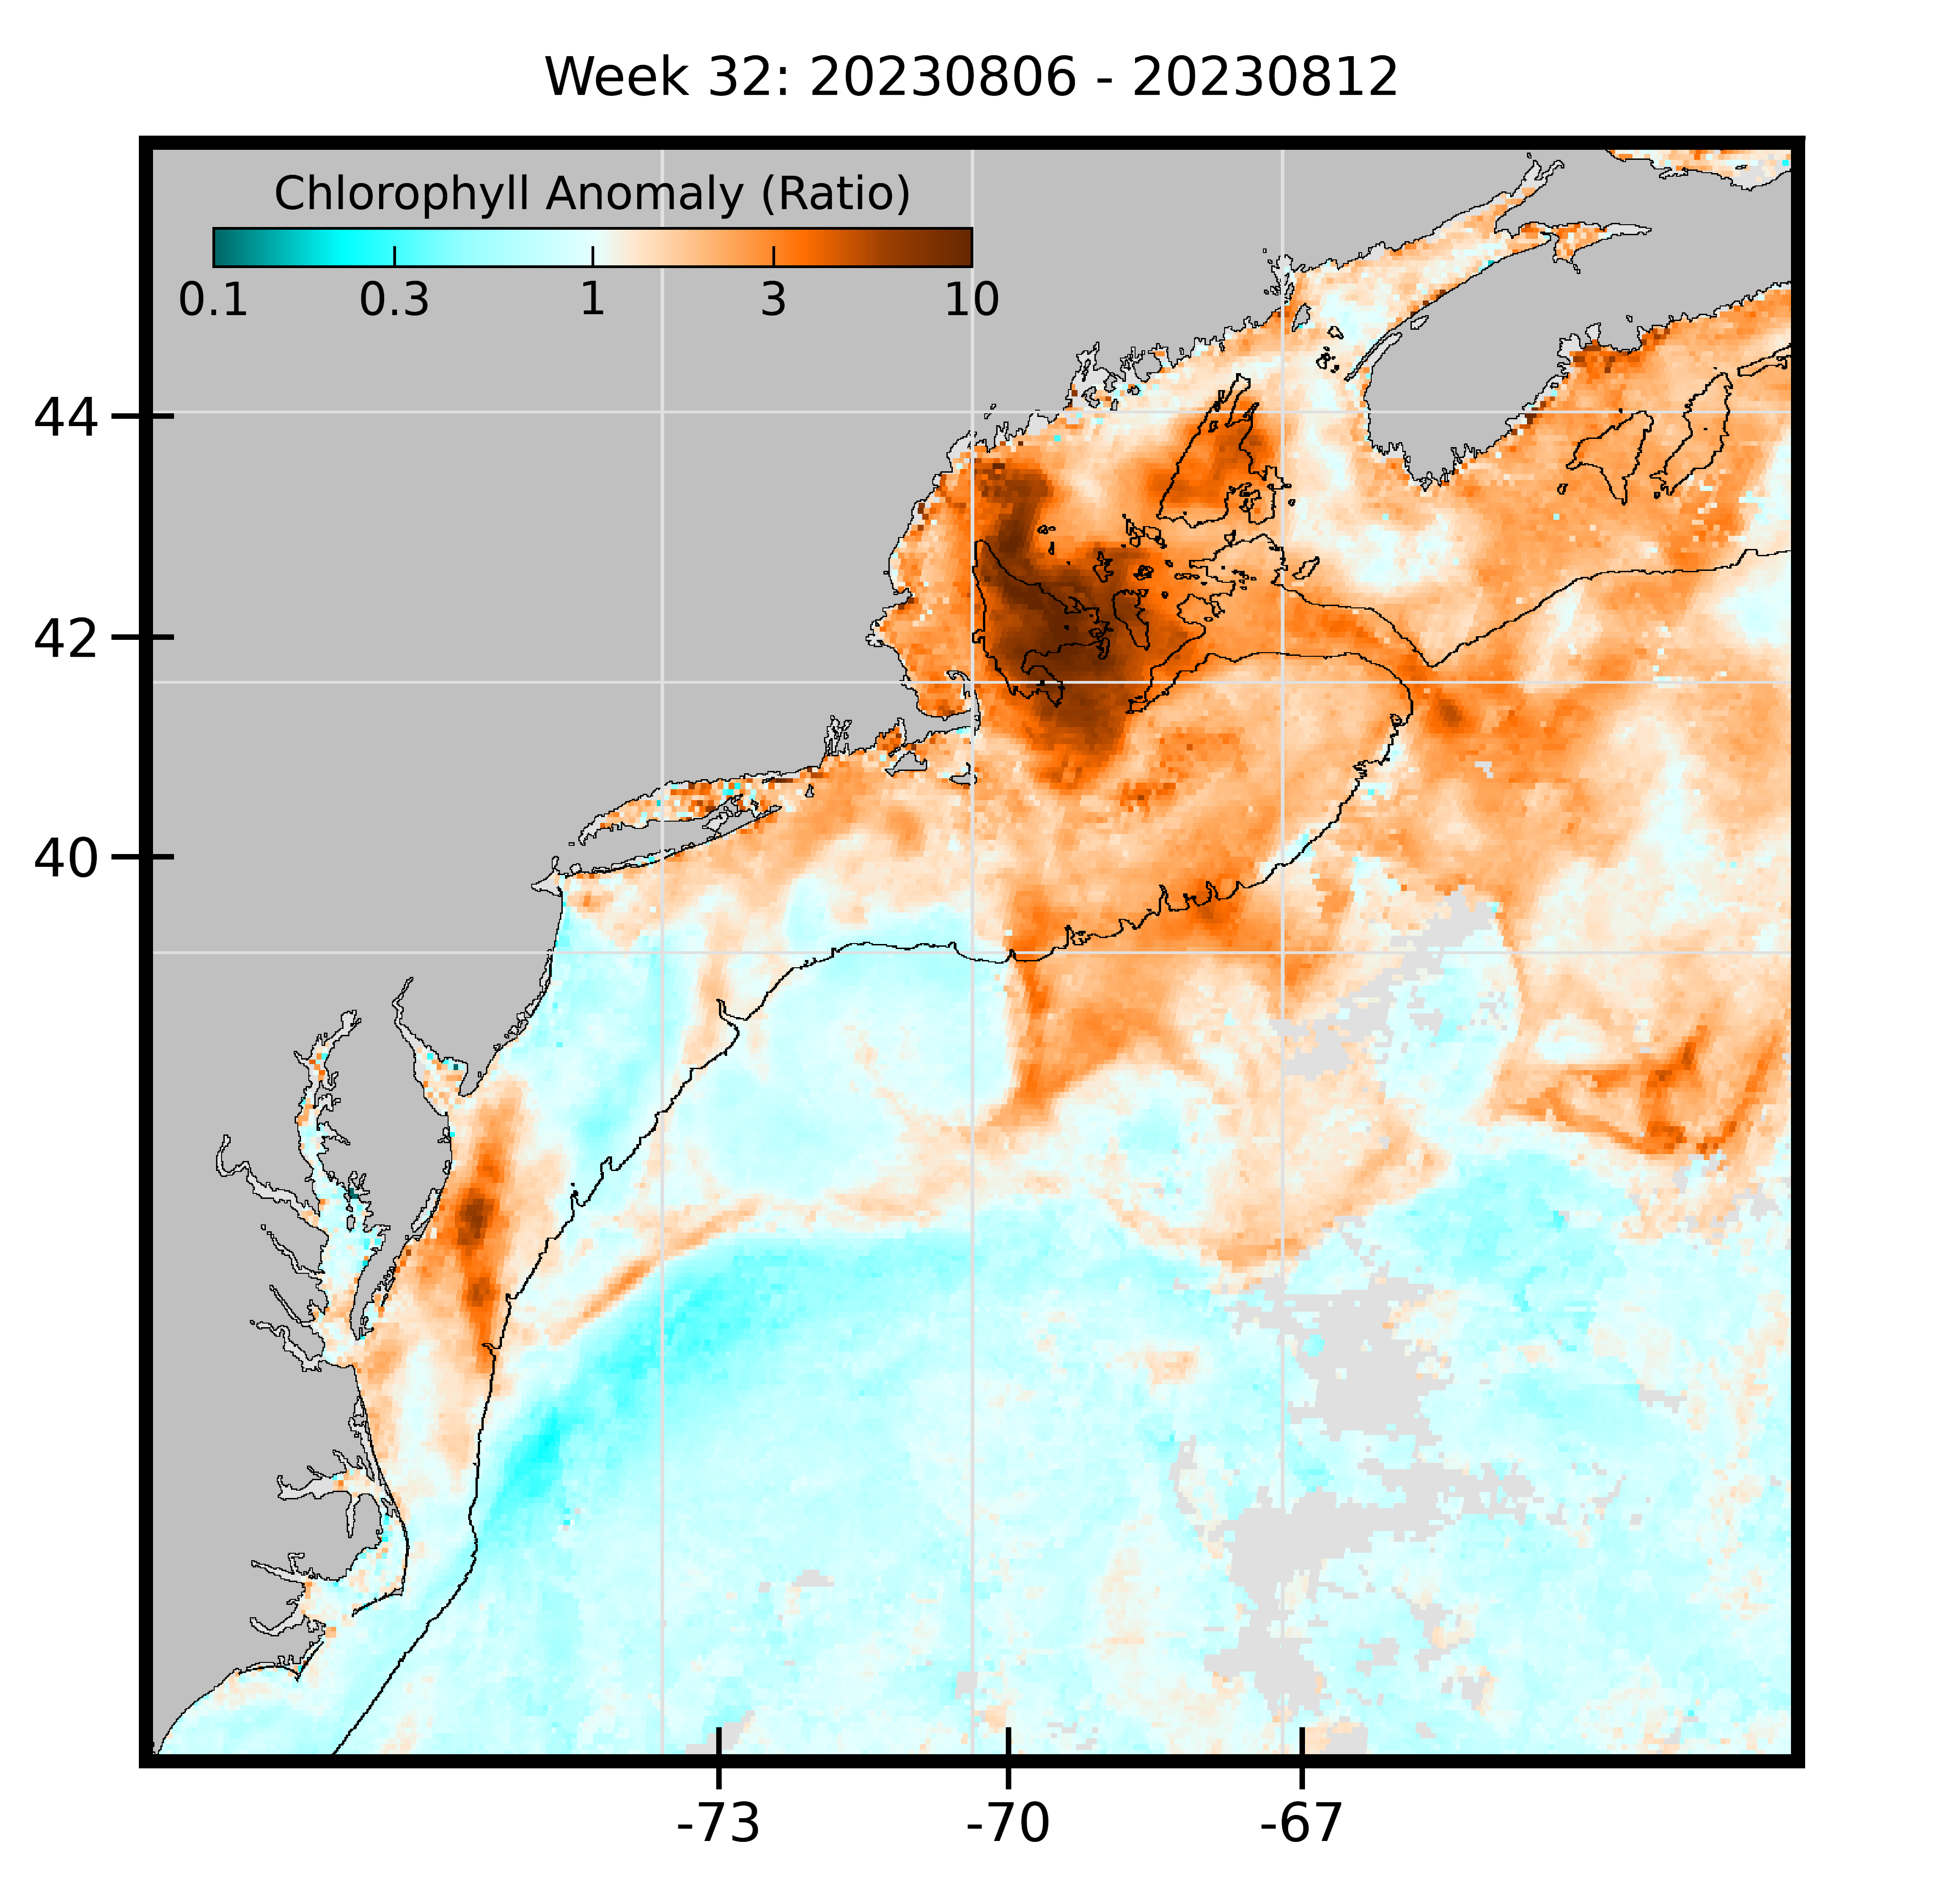 Week 32: 20230806 - 20230812
Chlorophyll Anomaly (Ratio)
0.1 0.3 1 3 10
44
42
40
-73 -70 -67